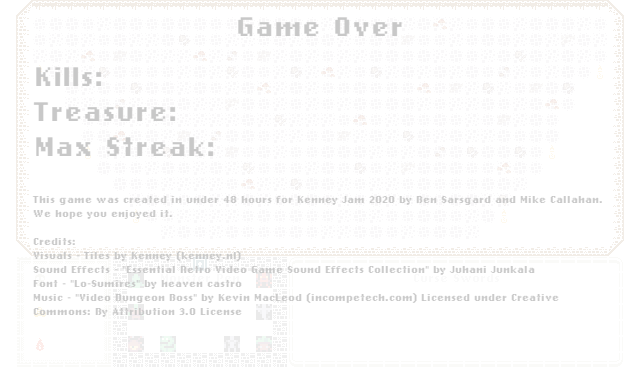 Game Over
Kills:
Treasure:
Max Streak:
This game was created in under 48 hours for Kenney Jam 2020 by Ben Sarsgard and Mike Callahan.
We hope you enjoyed it.
Credits:
Visuals - Tiles by Kenney (kenney.nl)
Sound Effects - "Essential Retro Video Game Sound Effects Collection" by Juhani Junkala
Font - "Lo-Sumires" by heaven castro
Music - "Video Dungeon Boss" by Kevin MacLeod (incompetech.com) Licensed under Creative
Commons: By Attribution 3.0 License